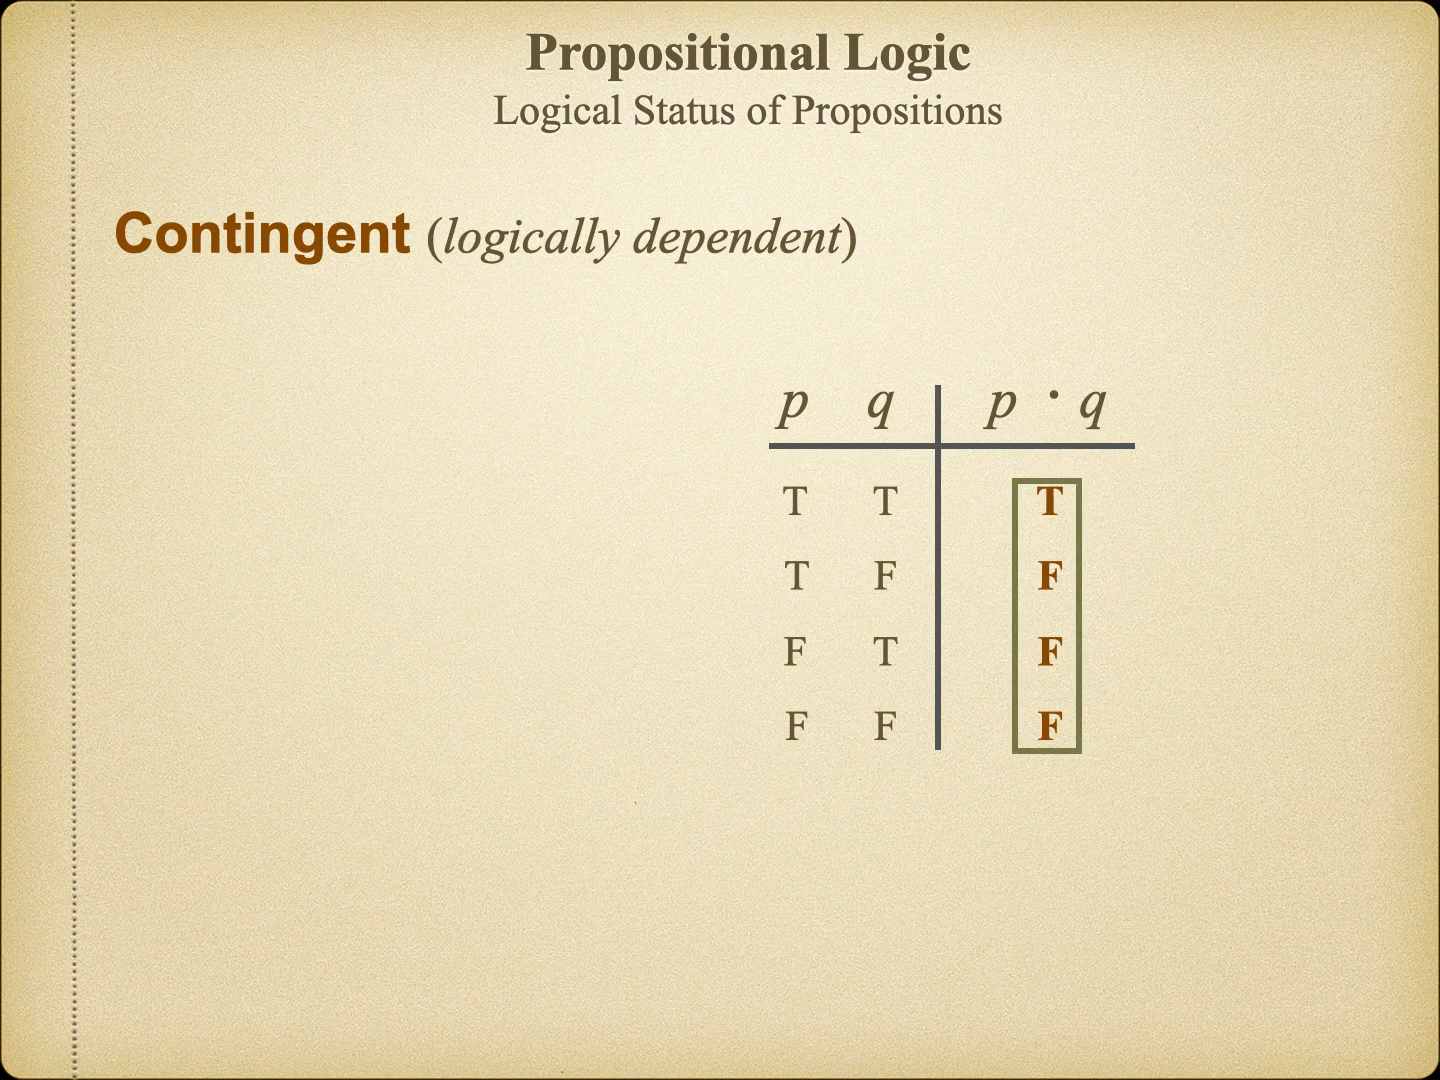 Propositional Logic
Logical Status of Propositions
Contingent (logically dependent)
p q p · q
T T T
T F F
F T F
F F F